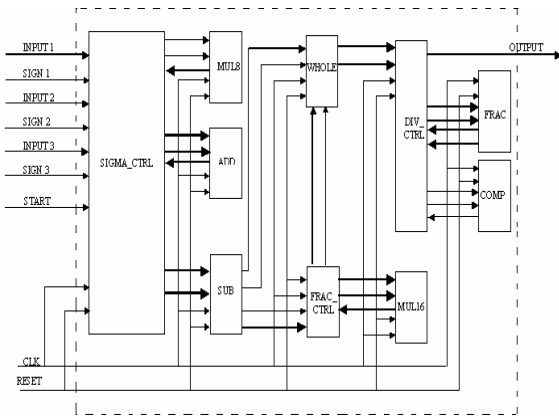 INPUT 1
SIGN 1
INPUT 2
SIGN 2
INPUT 3
SIGN 3
START
CLK
RESET
SIGMA_CTRL
MUL8
ADD
SUB
WHOLE
FRAC_
CTRL
DIV_
CTRL
MUL16
FRAC
COMP
OUTPUT